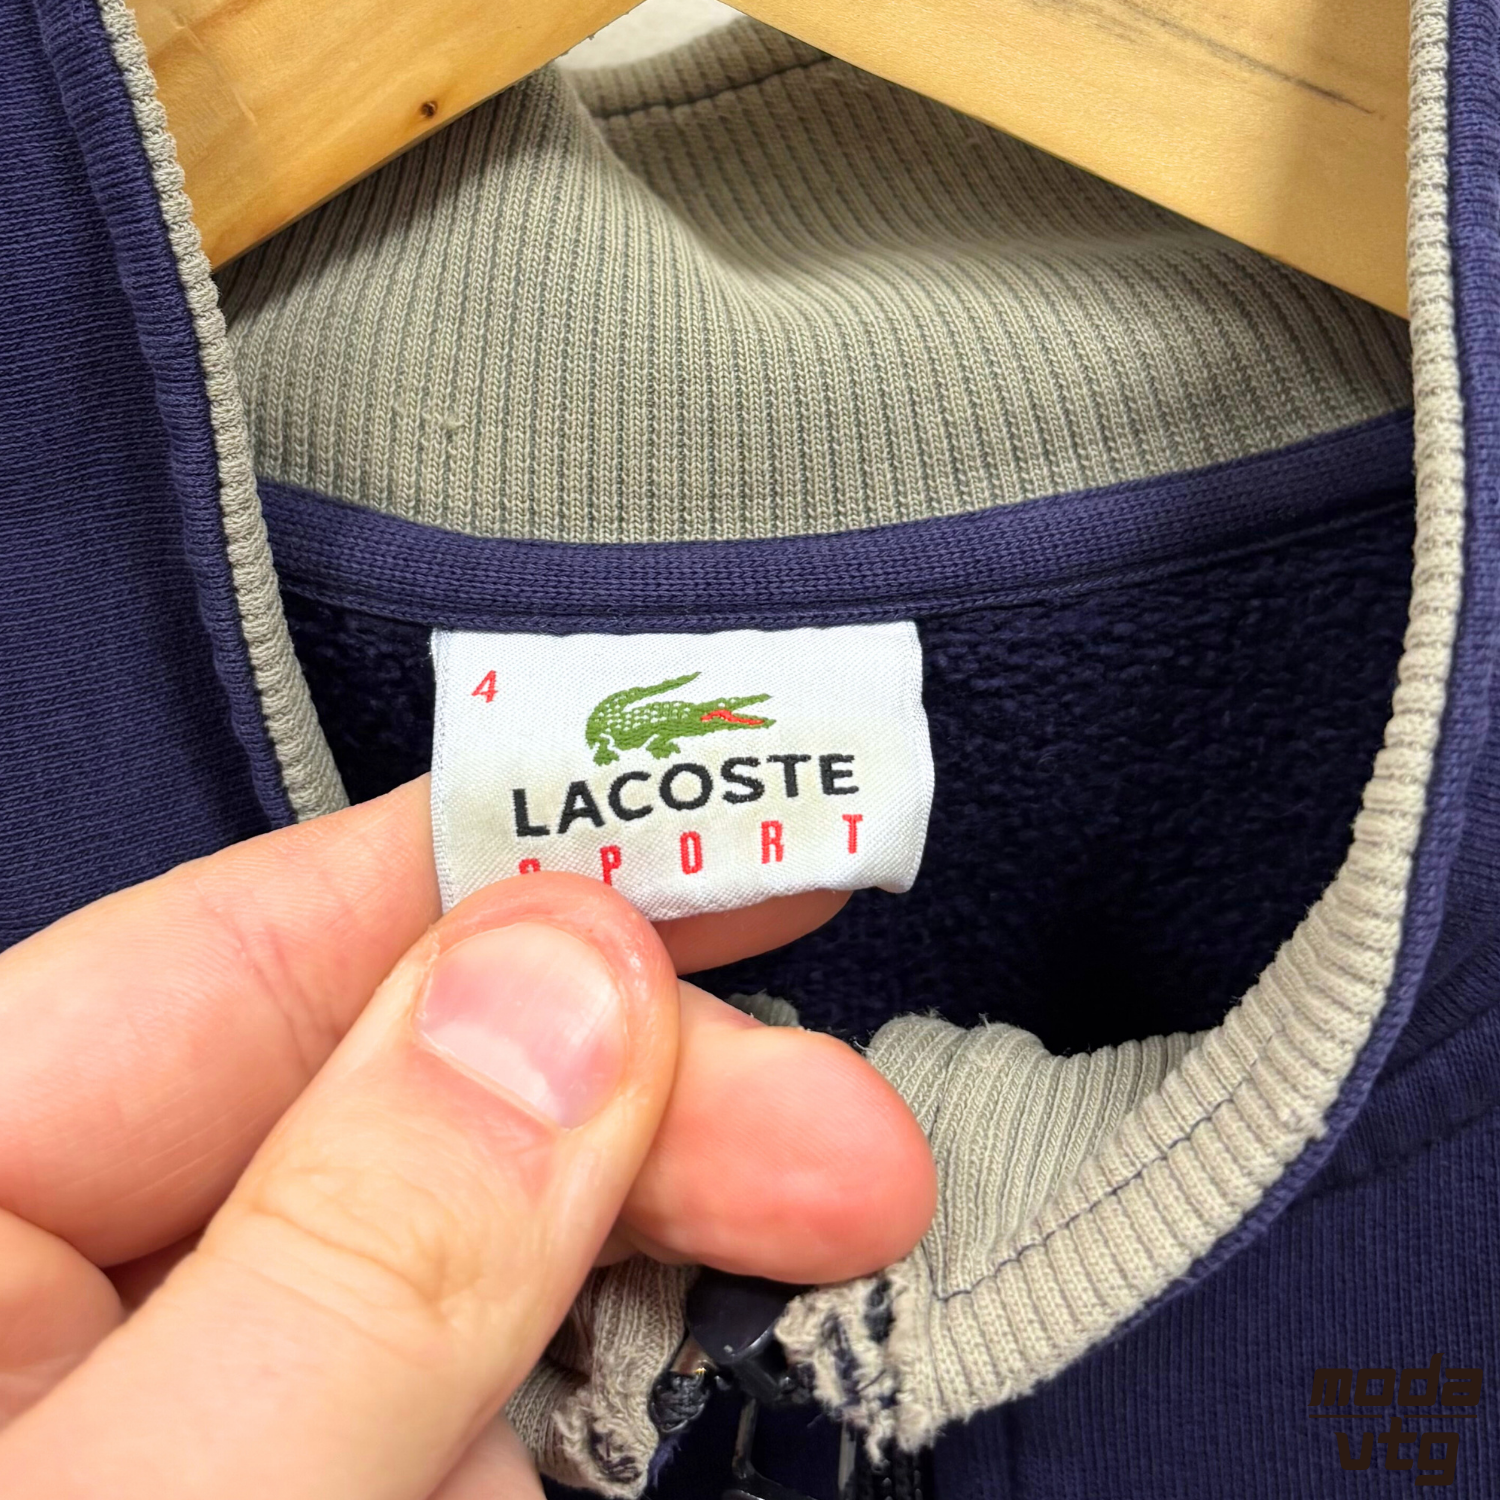 4
LACOSTE
SPORT
moda
vtg